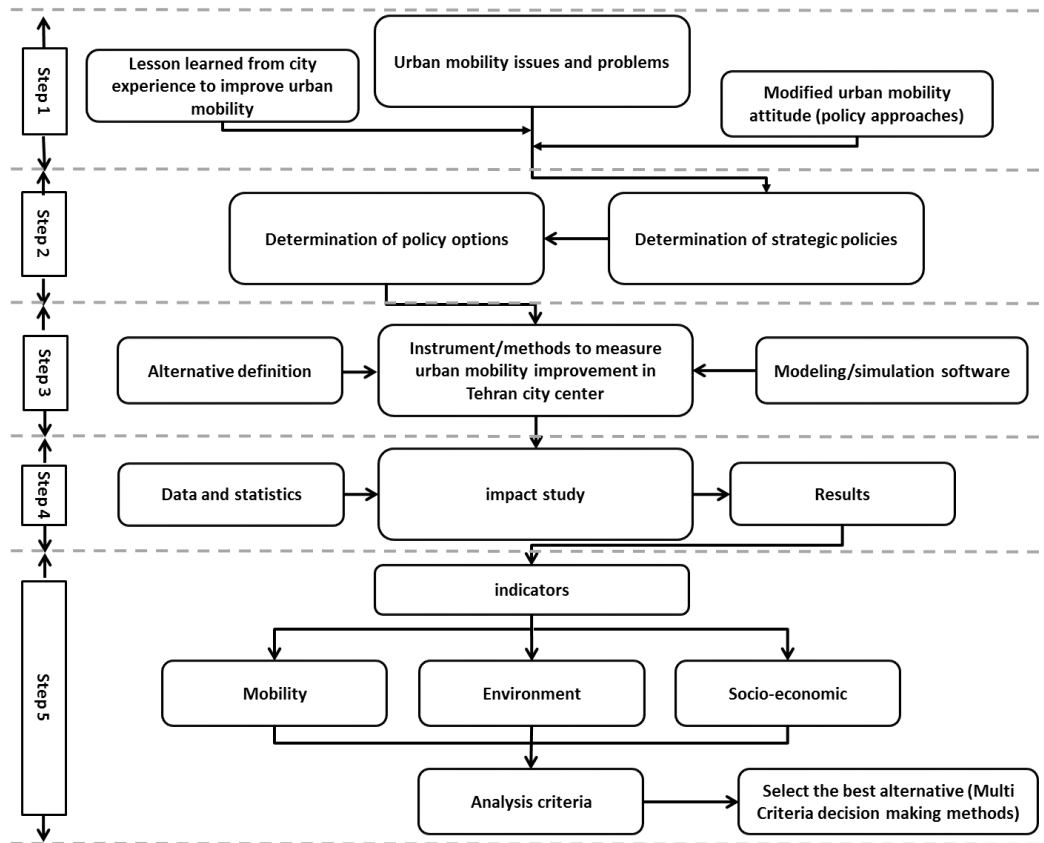 Step 1
Lesson learned from city
experience to improve urban
mobility
Urban mobility issues and problems
Modified urban mobility
attitude (policy approaches)
Step 2
Determination of policy options
Determination of strategic policies
Step 3
Alternative definition
Instrument/methods to measure
urban mobility improvement in
Tehran city center
Modeling/simulation software
Step 4
Data and statistics
impact study
Results
Step 5
indicators
Mobility
Environment
Socio-economic
Analysis criteria
Select the best alternative (Multi
Criteria decision making methods)